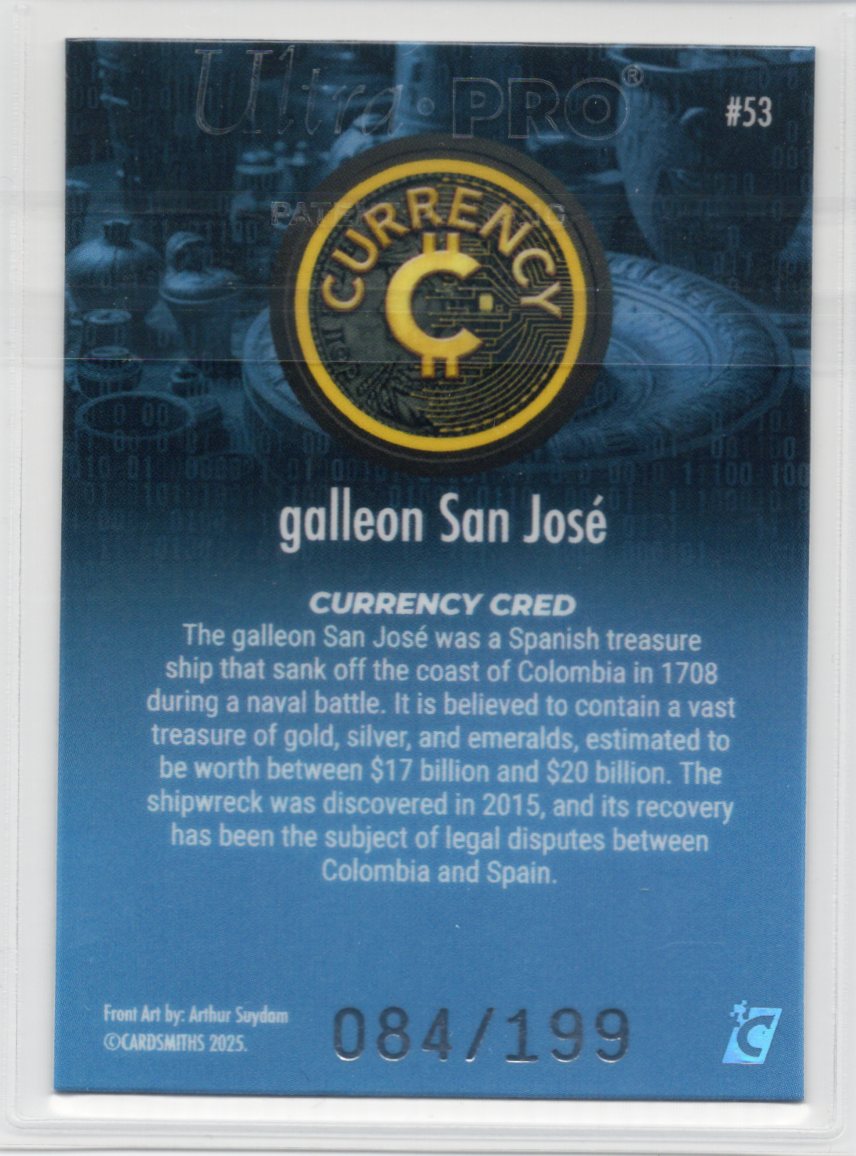 Ultra·PRO®
#53
CURRENCY
galleon San José
CURRENCY CRED
The galleon San José was a Spanish treasure
ship that sank off the coast of Colombia in 1708
during a naval battle. It is believed to contain a vast
treasure of gold, silver, and emeralds, estimated to
be worth between $17 billion and $20 billion. The
shipwreck was discovered in 2015, and its recovery
has been the subject of legal disputes between
Colombia and Spain.
Front Art by: Arthur Suydam
©CARDSMITHS 2025.
084/199